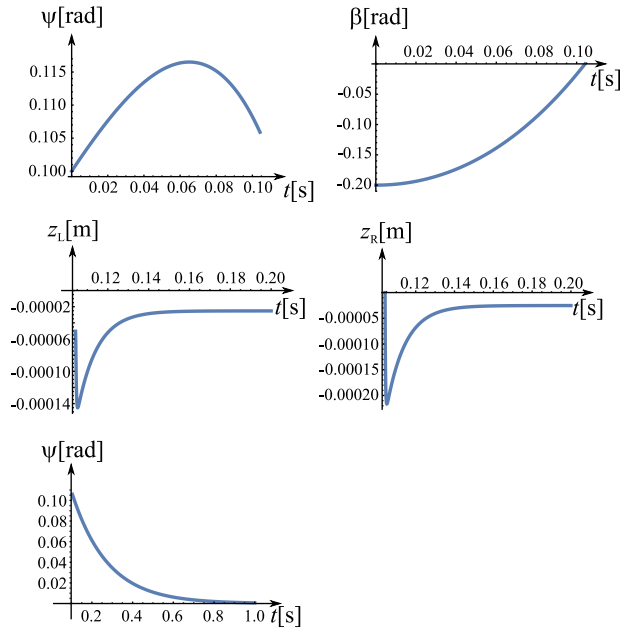 ψ[rad]
0.115
0.110
0.105
0.100
0.02 0.04 0.06 0.08 0.10
t[s]
β[rad]
0.02 0.04 0.06 0.08 0.10
t[s]
-0.05
-0.10
-0.15
-0.20
z_L[m]
0.12 0.14 0.16 0.18 0.20
t[s]
-0.00002
-0.00006
-0.00010
-0.00014
z_R[m]
0.12 0.14 0.16 0.18 0.20
t[s]
-0.00005
-0.00010
-0.00015
-0.00020
ψ[rad]
0.10
0.08
0.06
0.04
0.02
0.2 0.4 0.6 0.8 1.0
t[s]